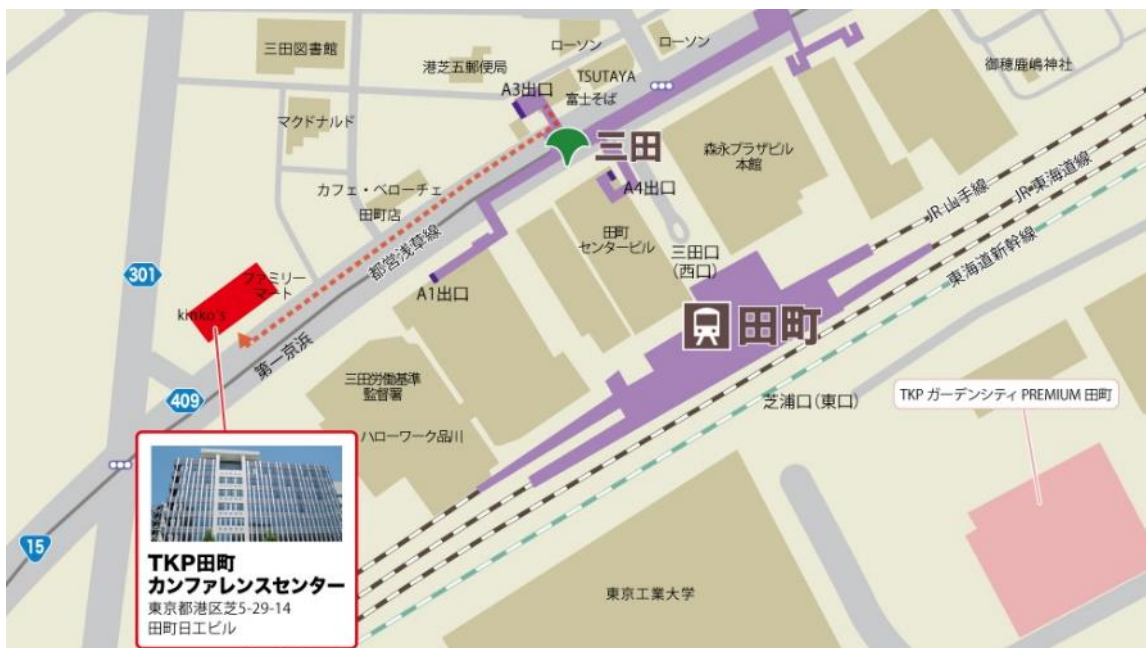 三田図書館
ローソン
ローソン
港芝五郵便局
TSUTAYA
A3出口
富士そば
御穂鹿嶋神社
マクドナルド
三田
森永プラザビル
本館
カフェ・ベローチェ
田町店
A4出口
JR山手線
JR東海道線
田町
センタービル
三田口
（西口）
都営浅草線
東海道新幹線
301
ファミリー
マート
A1出口
kinko's
田町
第一京浜
三田労働基準
監督署
409
芝浦口（東口）
TKP ガーデンシティ PREMIUM 田町
ハローワーク品川
15
TKP田町
カンファレンスセンター
東京都港区芝5-29-14
田町日工ビル
東京工業大学